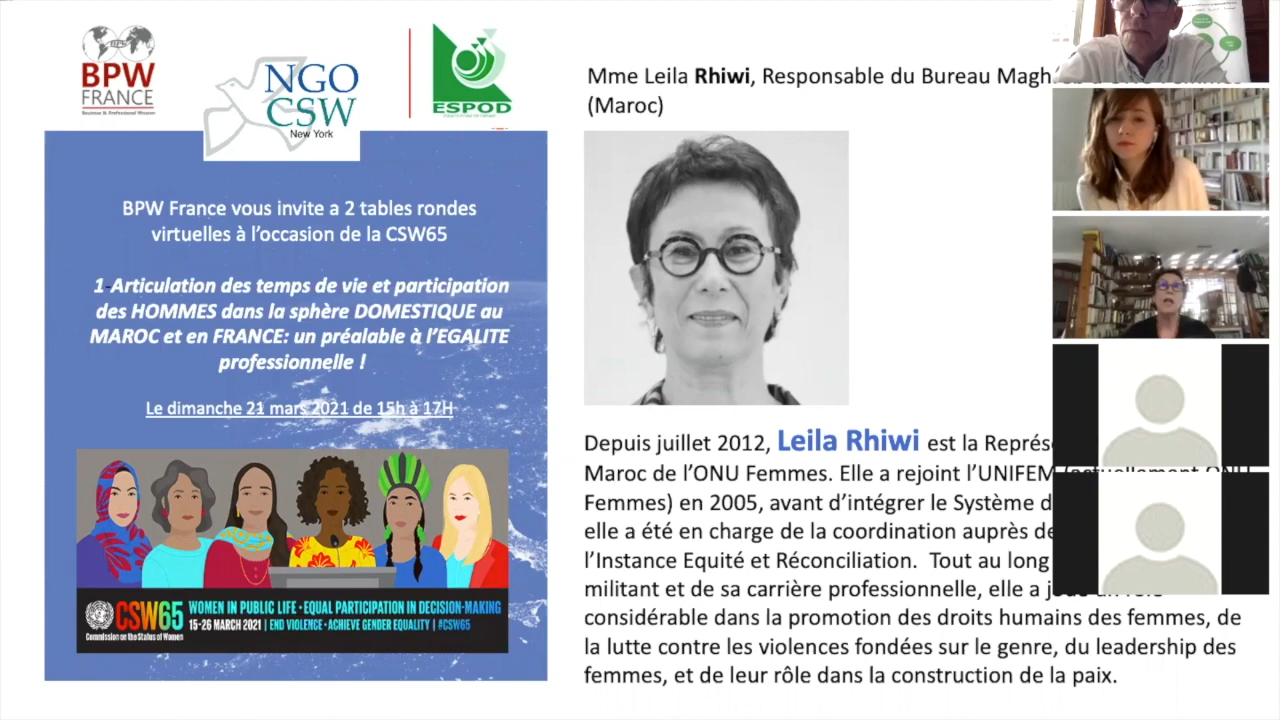 BPW
FRANCE
Business & Professional Women
NGO
CSW
New York
ESPOD
BPW France vous invite a 2 tables rondes
virtuelles à l’occasion de la CSW65
1-Articulation des temps de vie et participation
des HOMMES dans la sphère DOMESTIQUE au
MAROC et en FRANCE: un préalable à l’EGALITE
professionnelle !
Le dimanche 21 mars 2021 de 15h à 17H
CSW65
Commission on the Status of Women
WOMEN IN PUBLIC LIFE • EQUAL PARTICIPATION IN DECISION-MAKING
15-26 MARCH 2021 | END VIOLENCE • ACHIEVE GENDER EQUALITY | #CSW65
Mme Leila Rhiwi, Responsable du Bureau
(Maroc)
Depuis juillet 2012, Leila Rhiwi est la
Maroc de l’ONU Femmes. Elle a rejoint l’UNIFEM
Femmes) en 2005, avant d’intégrer le Système
elle a été en charge de la coordination auprès
l’Instance Equité et Réconciliation. Tout au long
militant et de sa carrière professionnelle, elle a
considérable dans la promotion des droits humains des femmes, de
la lutte contre les violences fondées sur le genre, du leadership des
femmes, et de leur rôle dans la construction de la paix.